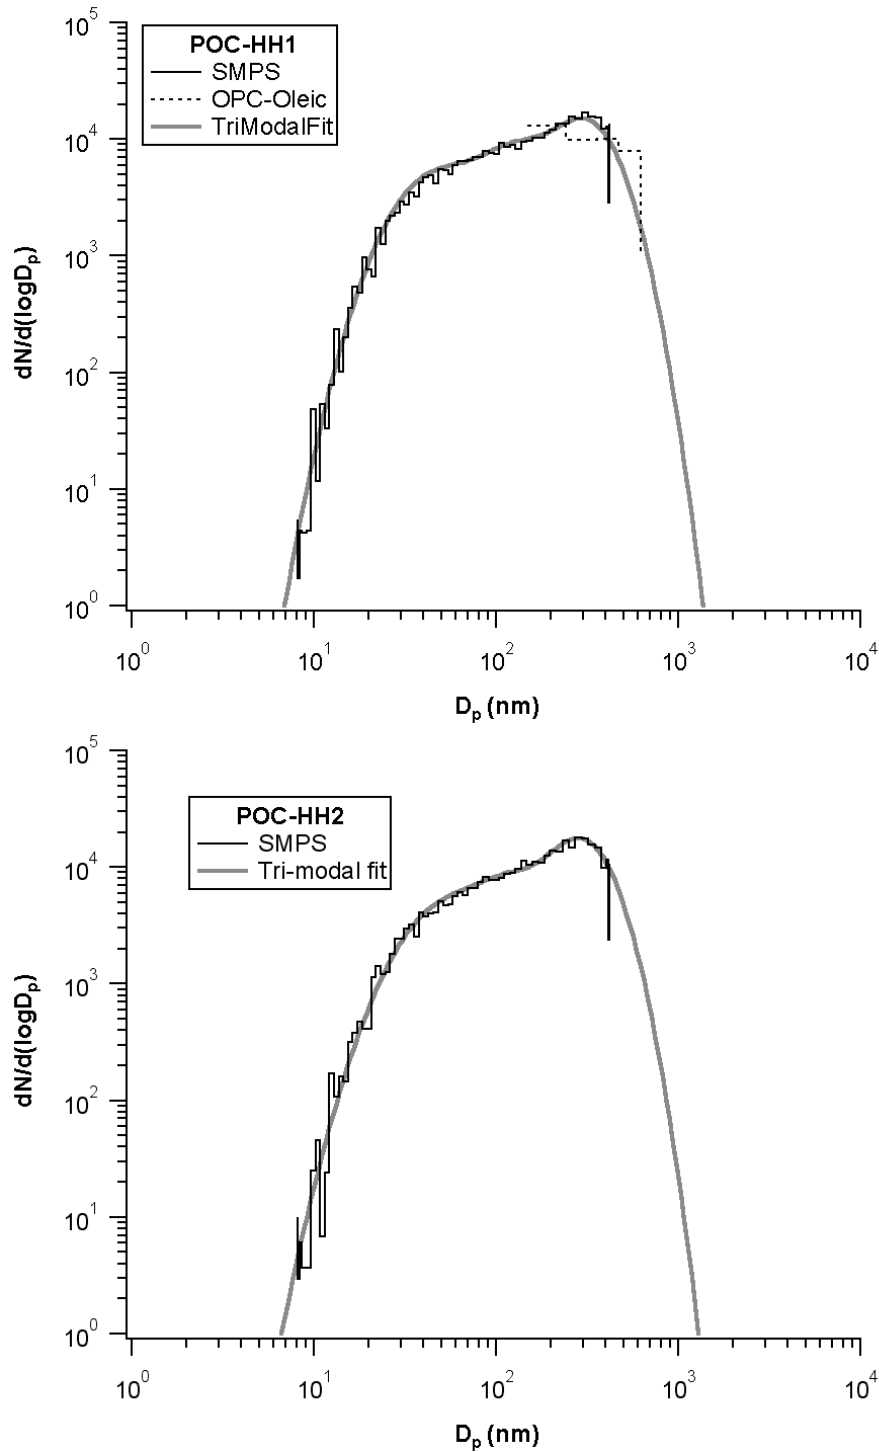 10^5
10^4
10^3
10^2
10^1
10^0
dN/d(logD_p)
POC-HH1
SMPS
OPC-Oleic
TriModalFit
10^0 10^1 10^2 10^3 10^4
D_p (nm)
10^5
10^4
10^3
10^2
10^1
10^0
dN/d(logD_p)
POC-HH2
SMPS
Tri-modal fit
10^0 10^1 10^2 10^3 10^4
D_p (nm)